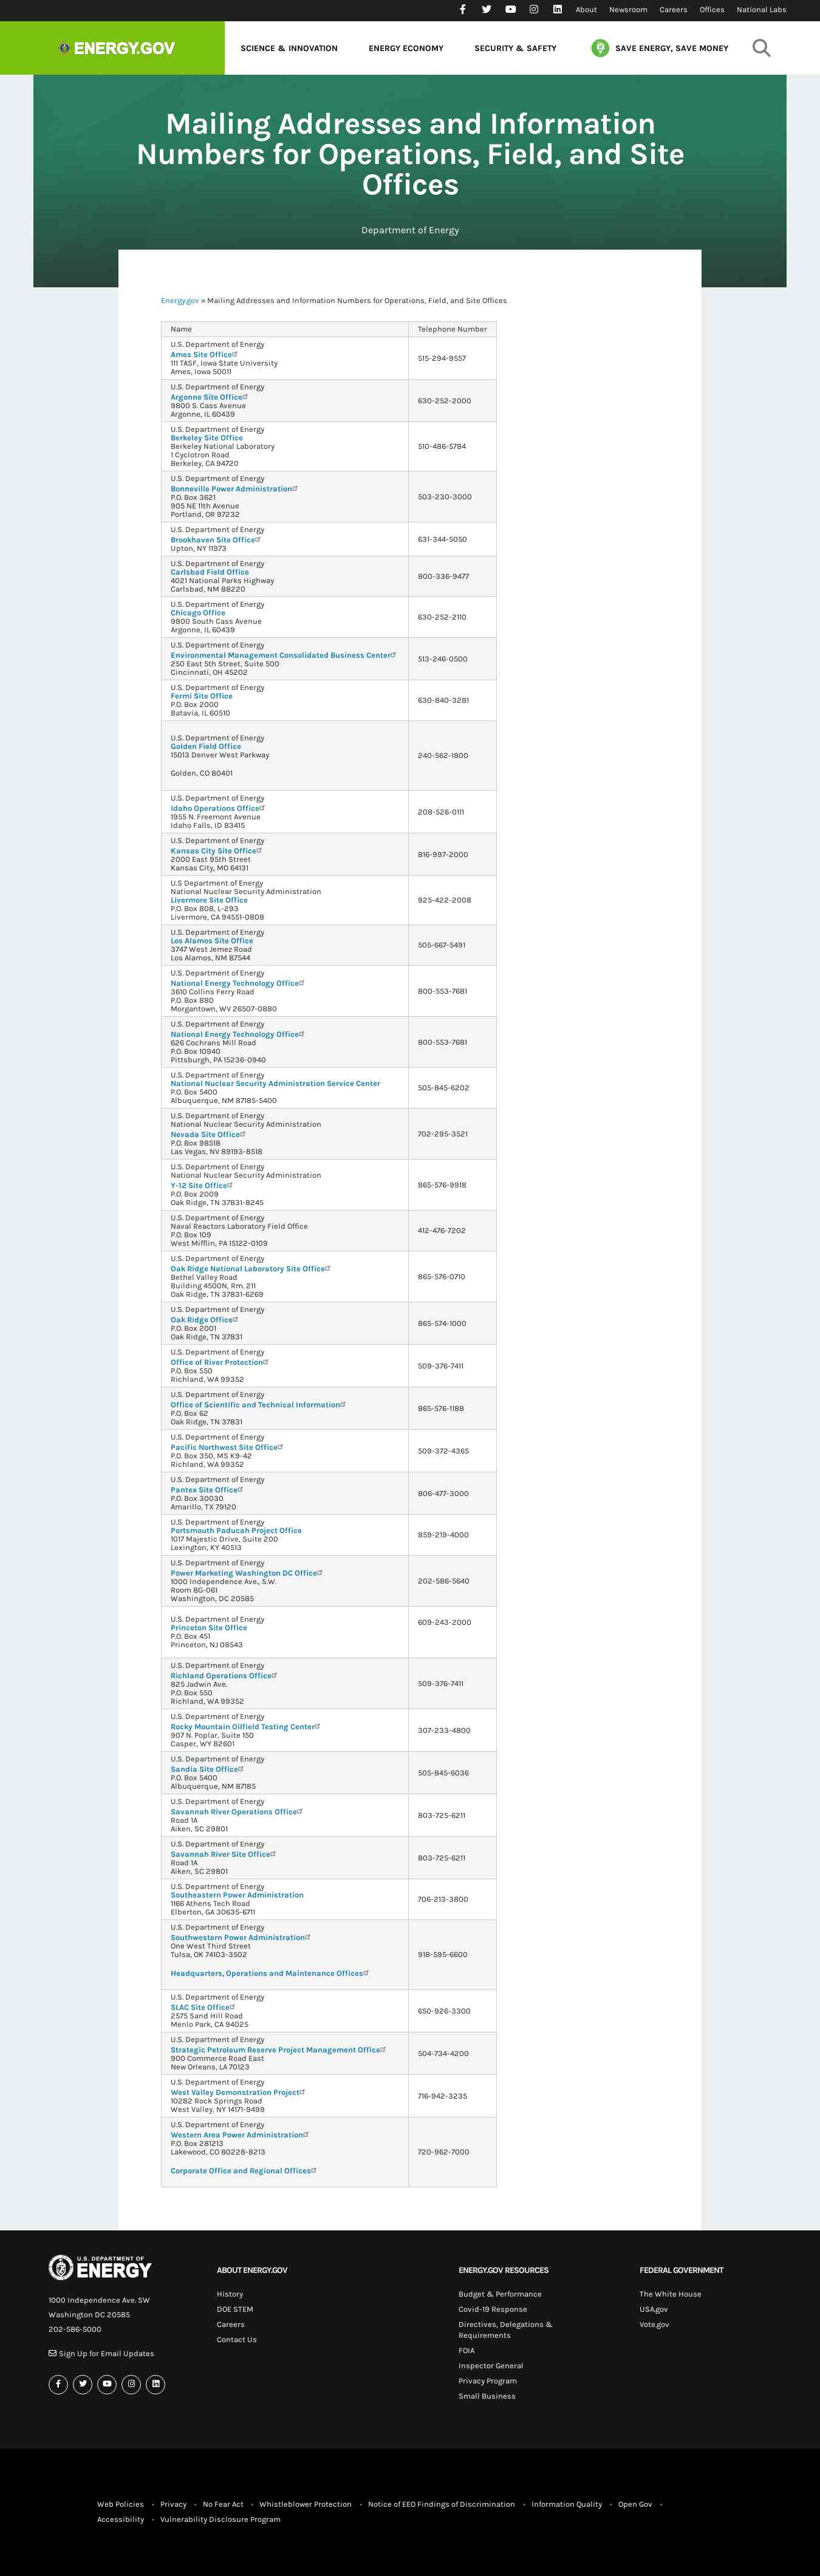 About Newsroom Careers Offices National Labs
ENERGY.GOV
SCIENCE & INNOVATION ENERGY ECONOMY SECURITY & SAFETY SAVE ENERGY, SAVE MONEY
Mailing Addresses and Information
Numbers for Operations, Field, and Site
Offices
Department of Energy
Energy.gov » Mailing Addresses and Information Numbers for Operations, Field, and Site Offices
Name Telephone Number
U.S. Department of Energy
Ames Site Office
111 TASF, Iowa State University
Ames, Iowa 50011
515-294-9557
U.S. Department of Energy
Argonne Site Office
9800 S. Cass Avenue
Argonne, IL 60439
630-252-2000
U.S. Department of Energy
Berkeley Site Office
Berkeley National Laboratory
1 Cyclotron Road
Berkeley, CA 94720
510-486-5784
U.S. Department of Energy
Bonneville Power Administration
P.O. Box 3621
905 NE 11th Avenue
Portland, OR 97232
503-230-3000
U.S. Department of Energy
Brookhaven Site Office
Upton, NY 11973
631-344-5050
U.S. Department of Energy
Carlsbad Field Office
4021 National Parks Highway
Carlsbad, NM 88220
800-336-9477
U.S. Department of Energy
Chicago Office
9800 South Cass Avenue
Argonne, IL 60439
630-252-2110
U.S. Department of Energy
Environmental Management Consolidated Business Center
250 East 5th Street, Suite 500
Cincinnati, OH 45202
513-246-0500
U.S. Department of Energy
Fermi Site Office
P.O. Box 2000
Batavia, IL 60510
630-840-3281
U.S. Department of Energy
Golden Field Office
15013 Denver West Parkway
Golden, CO 80401
240-562-1800
U.S. Department of Energy
Idaho Operations Office
1955 N. Freemont Avenue
Idaho Falls, ID 83415
208-526-0111
U.S. Department of Energy
Kansas City Site Office
2000 East 95th Street
Kansas City, MO 64131
816-997-2000
U.S Department of Energy
National Nuclear Security Administration
Livermore Site Office
P.O. Box 808, L-293
Livermore, CA 94551-0808
925-422-2008
U.S. Department of Energy
Los Alamos Site Office
3747 West Jemez Road
Los Alamos, NM 87544
505-667-5491
U.S. Department of Energy
National Energy Technology Office
3610 Collins Ferry Road
P.O. Box 880
Morgantown, WV 26507-0880
800-553-7681
U.S. Department of Energy
National Energy Technology Office
626 Cochrans Mill Road
P.O. Box 10940
Pittsburgh, PA 15236-0940
800-553-7681
U.S. Department of Energy
National Nuclear Security Administration Service Center
P.O. Box 5400
Albuquerque, NM 87185-5400
505-845-6202
U.S. Department of Energy
National Nuclear Security Administration
Nevada Site Office
P.O. Box 98518
Las Vegas, NV 89193-8518
702-295-3521
U.S. Department of Energy
National Nuclear Security Administration
Y-12 Site Office
P.O. Box 2009
Oak Ridge, TN 37831-8245
865-576-9918
U.S. Department of Energy
Naval Reactors Laboratory Field Office
P.O. Box 109
West Mifflin, PA 15122-0109
412-476-7202
U.S. Department of Energy
Oak Ridge National Laboratory Site Office
Bethel Valley Road
Building 4500N, Rm. 211
Oak Ridge, TN 37831-6269
865-576-0710
U.S. Department of Energy
Oak Ridge Office
P.O. Box 2001
Oak Ridge, TN 37831
865-574-1000
U.S. Department of Energy
Office of River Protection
P.O. Box 550
Richland, WA 99352
509-376-7411
U.S. Department of Energy
Office of Scientific and Technical Information
P.O. Box 62
Oak Ridge, TN 37831
865-576-1188
U.S. Department of Energy
Pacific Northwest Site Office
P.O. Box 350, MS K9-42
Richland, WA 99352
509-372-4365
U.S. Department of Energy
Pantex Site Office
P.O. Box 30030
Amarillo, TX 79120
806-477-3000
U.S. Department of Energy
Portsmouth Paducah Project Office
1017 Majestic Drive, Suite 200
Lexington, KY 40513
859-219-4000
U.S. Department of Energy
Power Marketing Washington DC Office
1000 Independence Ave., S.W.
Room 8G-061
Washington, DC 20585
202-586-5640
U.S. Department of Energy
Princeton Site Office
P.O. Box 451
Princeton, NJ 08543
609-243-2000
U.S. Department of Energy
Richland Operations Office
825 Jadwin Ave.
P.O. Box 550
Richland, WA 99352
509-376-7411
U.S. Department of Energy
Rocky Mountain Oilfield Testing Center
907 N. Poplar, Suite 150
Casper, WY 82601
307-233-4800
U.S. Department of Energy
Sandia Site Office
P.O. Box 5400
Albuquerque, NM 87185
505-845-6036
U.S. Department of Energy
Savannah River Operations Office
Road 1A
Aiken, SC 29801
803-725-6211
U.S. Department of Energy
Savannah River Site Office
Road 1A
Aiken, SC 29801
803-725-6211
U.S. Department of Energy
Southeastern Power Administration
1166 Athens Tech Road
Elberton, GA 30635-6711
706-213-3800
U.S. Department of Energy
Southwestern Power Administration
One West Third Street
Tulsa, OK 74103-3502
Headquarters, Operations and Maintenance Offices
918-595-6600
U.S. Department of Energy
SLAC Site Office
2575 Sand Hill Road
Menlo Park, CA 94025
650-926-3300
U.S. Department of Energy
Strategic Petroleum Reserve Project Management Office
900 Commerce Road East
New Orleans, LA 70123
504-734-4200
U.S. Department of Energy
West Valley Demonstration Project
10282 Rock Springs Road
West Valley, NY 14171-9499
716-942-3235
U.S. Department of Energy
Western Area Power Administration
P.O. Box 281213
Lakewood, CO 80228-8213
Corporate Office and Regional Offices
720-962-7000
U.S. DEPARTMENT OF
ENERGY
1000 Independence Ave. SW
Washington DC 20585
202-586-5000
Sign Up for Email Updates
ABOUT ENERGY.GOV
History
DOE STEM
Careers
Contact Us
ENERGY.GOV RESOURCES
Budget & Performance
Covid-19 Response
Directives, Delegations &
Requirements
FOIA
Inspector General
Privacy Program
Small Business
FEDERAL GOVERNMENT
The White House
USA.gov
Vote.gov
Web Policies • Privacy • No Fear Act • Whistleblower Protection • Notice of EEO Findings of Discrimination • Information Quality • Open Gov •
Accessibility • Vulnerability Disclosure Program